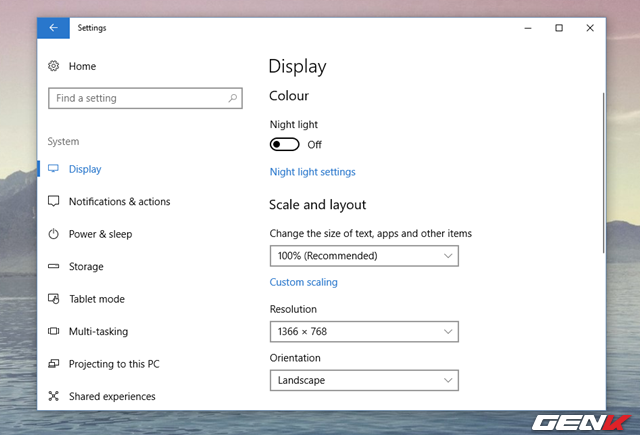 Settings
Home
Find a setting
System
Display
Notifications & actions
Power & sleep
Storage
Tablet mode
Multi-tasking
Projecting to this PC
Shared experiences
Display
Colour
Night light
Off
Night light settings
Scale and layout
Change the size of text, apps and other items
100% (Recommended)
Custom scaling
Resolution
1366 × 768
Orientation
Landscape
GENK